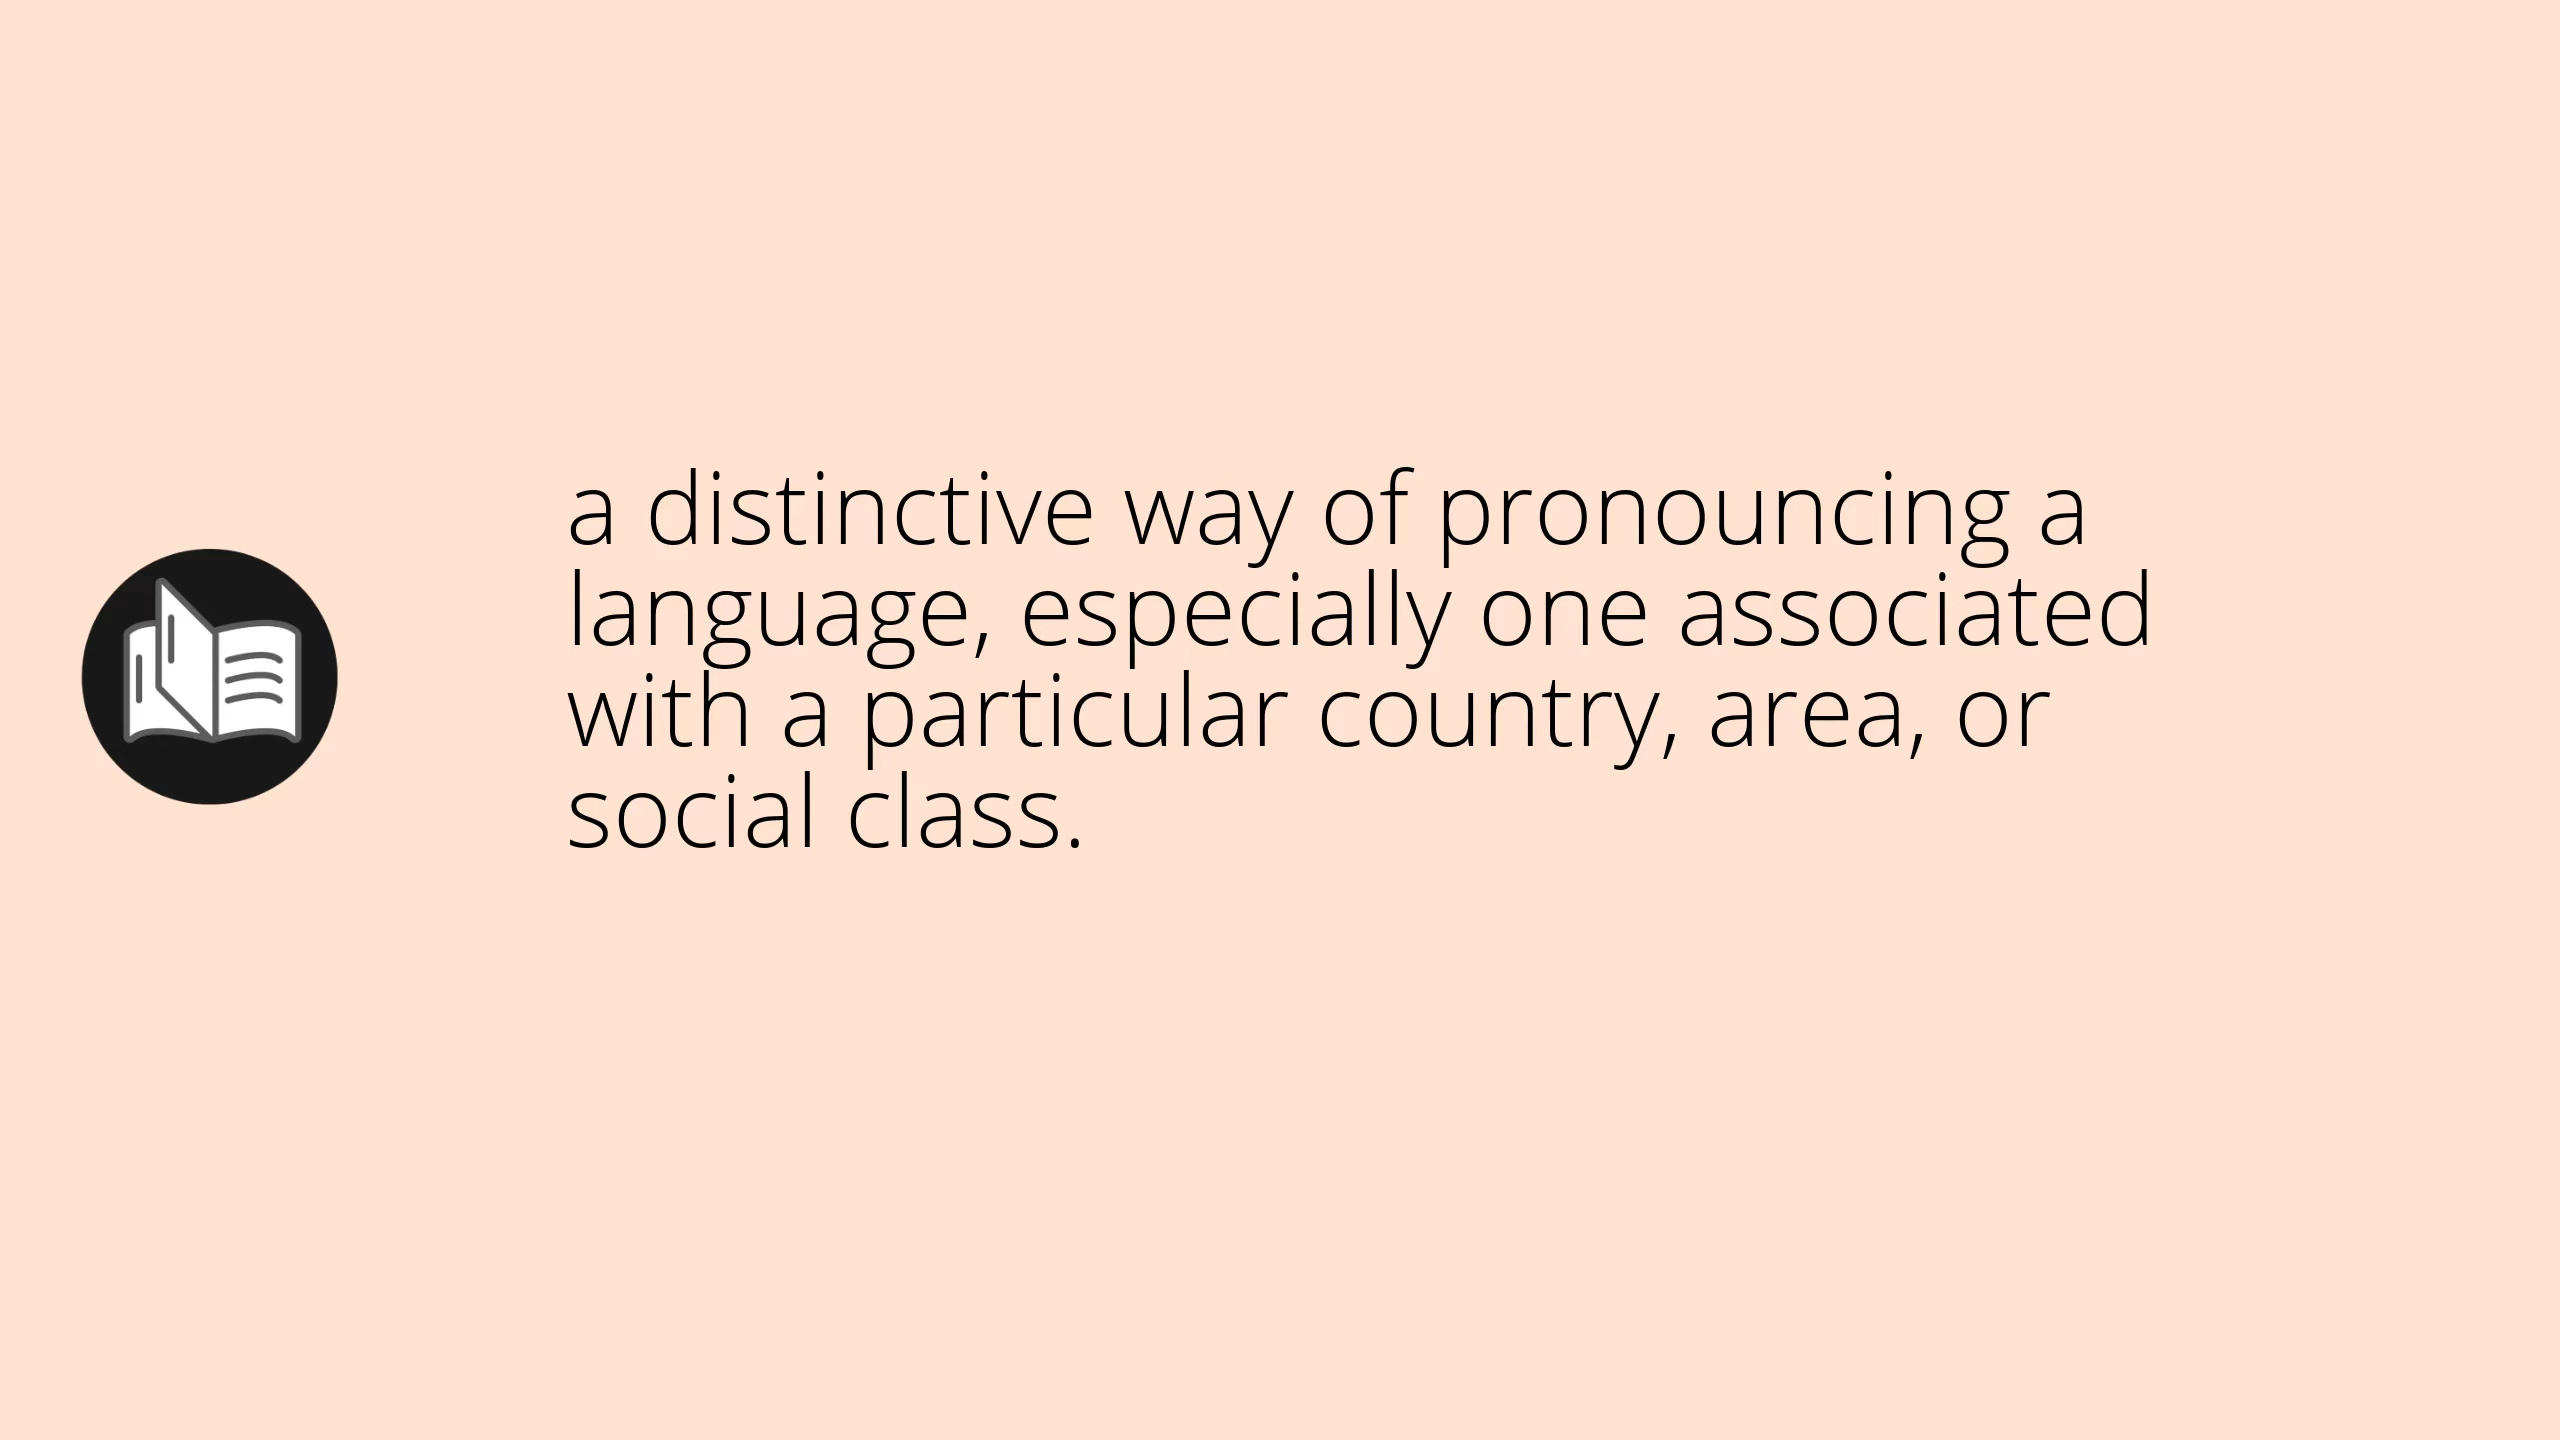 a distinctive way of pronouncing a
language, especially one associated
with a particular country, area, or
social class.